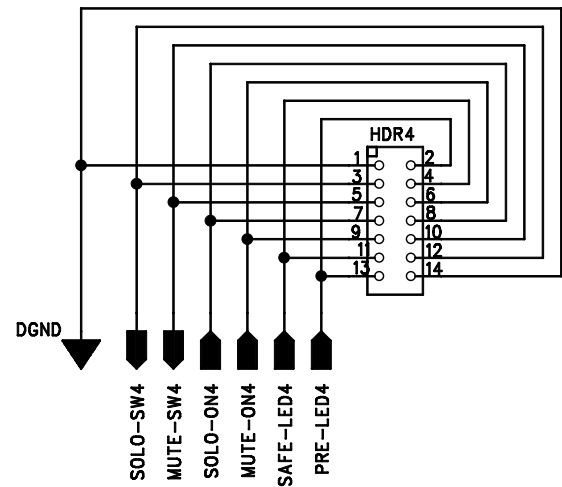 HDR4
1 2
3 4
5 6
7 8
9 10
11 12
13 14
DGND
SOLO-SW4
MUTE-SW4
SOLO-ON4
MUTE-ON4
SAFE-LED4
PRE-LED4